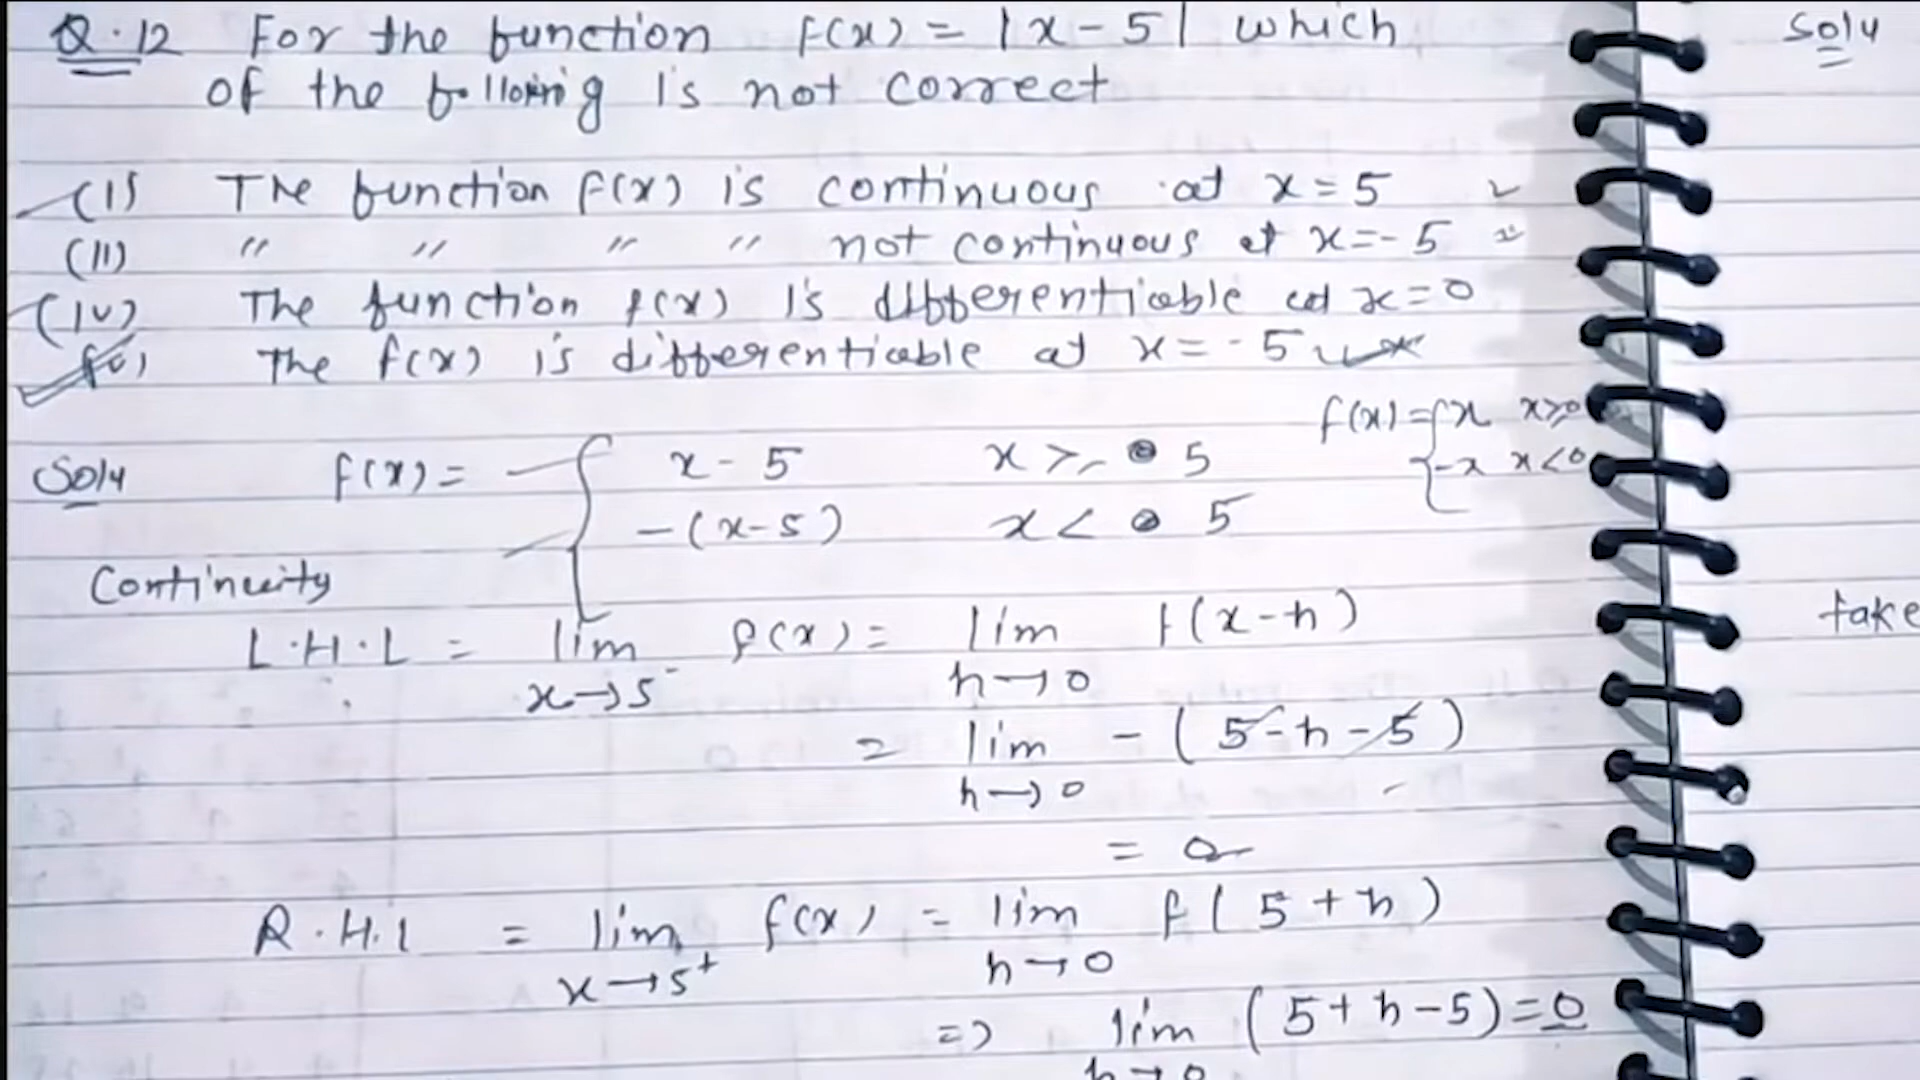 Q.12 For the function f(x) = |x-5| which
of the following is not correct
(I) The function f(x) is continuous at x=5
(II) " " " " not continuous at x=-5
(IV) The function f(x) is differentiable at x=0
The f(x) is differentiable at x=-5
f(x)={x x≥0
-x x<0
Soln f(x)= { x-5 x≥ 5
-(x-5) x< 5
Continuity
L.H.L = lim f(x)= lim f(x-h)
x→5⁻ h→0
= lim -(5-h-5)
h→0
= 0
R.H.L = lim f(x) = lim f(5+h)
x→5⁺ h→0
=> lim (5+h-5)=0
h→0
Soln
take